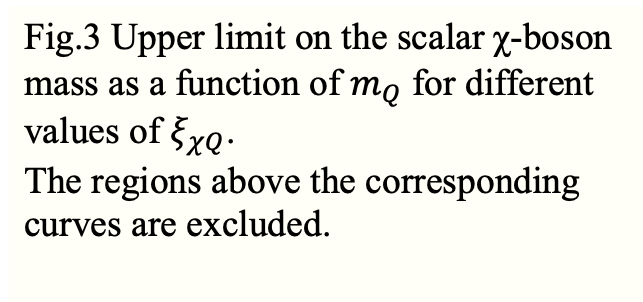 Fig.3 Upper limit on the scalar χ-boson
mass as a function of 𝑚_𝑄 for different
values of 𝜉_𝜒𝑄.
The regions above the corresponding
curves are excluded.